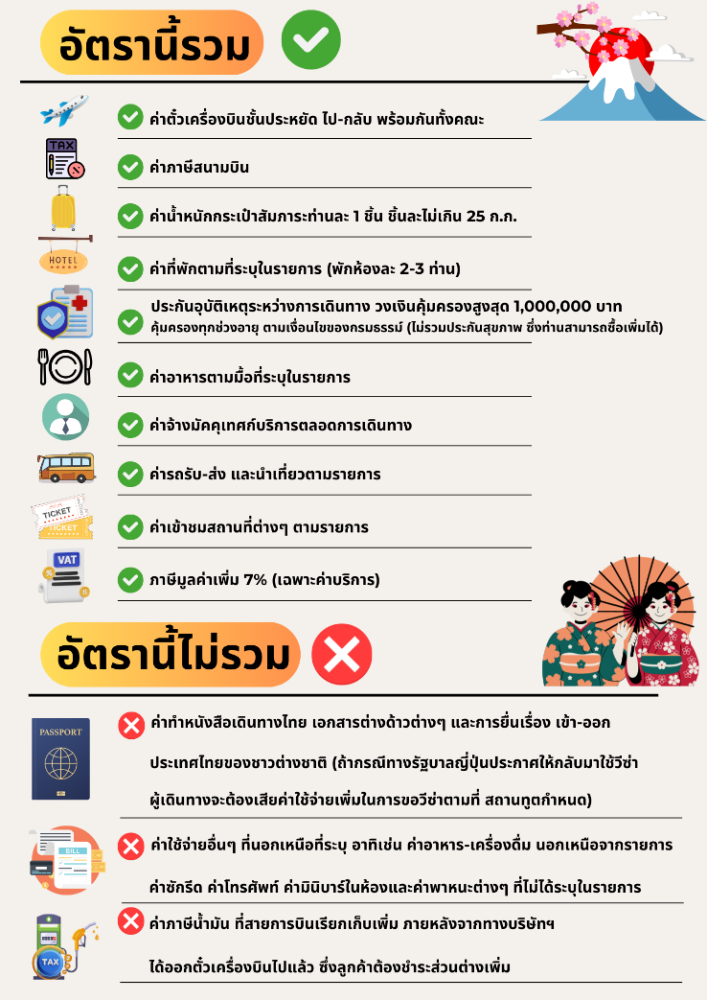 อัตรานี้รวม
ค่าตั๋วเครื่องบินชั้นประหยัด ไป-กลับ พร้อมกันทั้งคณะ
TAX
ค่าภาษีสนามบิน
ค่าน้ำหนักกระเป๋าสัมภาระท่านละ 1 ชิ้น ชิ้นละไม่เกิน 25 ก.ก.
HOTEL
ค่าที่พักตามที่ระบุในรายการ (พักห้องละ 2-3 ท่าน)
ประกันอุบัติเหตุระหว่างการเดินทาง วงเงินคุ้มครองสูงสุด 1,000,000 บาท
คุ้มครองทุกช่วงอายุ ตามเงื่อนไขของกรมธรรม์ (ไม่รวมประกันสุขภาพ ซึ่งท่านสามารถซื้อเพิ่มได้)
ค่าอาหารตามมื้อที่ระบุในรายการ
ค่าจ้างมัคคุเทศก์บริการตลอดการเดินทาง
ค่ารถรับ-ส่ง และนำเที่ยวตามรายการ
TICKET
TICKET
ค่าเข้าชมสถานที่ต่างๆ ตามรายการ
VAT
ภาษีมูลค่าเพิ่ม 7% (เฉพาะค่าบริการ)
อัตรานี้ไม่รวม
PASSPORT
ค่าทำหนังสือเดินทางไทย เอกสารต่างด้าวต่างๆ และการยื่นเรื่อง เข้า-ออก
ประเทศไทยของชาวต่างชาติ (ถ้ากรณีทางรัฐบาลญี่ปุ่นประกาศให้กลับมาใช้วีซ่า
ผู้เดินทางจะต้องเสียค่าใช้จ่ายเพิ่มในการขอวีซ่าตามที่ สถานทูตกำหนด)
BILL
ค่าใช้จ่ายอื่นๆ ที่นอกเหนือที่ระบุ อาทิเช่น ค่าอาหาร-เครื่องดื่ม นอกเหนือจากรายการ
ค่าซักรีด ค่าโทรศัพท์ ค่ามินิบาร์ในห้องและค่าพาหนะต่างๆ ที่ไม่ได้ระบุในรายการ
TAX
ค่าภาษีน้ำมัน ที่สายการบินเรียกเก็บเพิ่ม ภายหลังจากทางบริษัทฯ
ได้ออกตั๋วเครื่องบินไปแล้ว ซึ่งลูกค้าต้องชำระส่วนต่างเพิ่ม